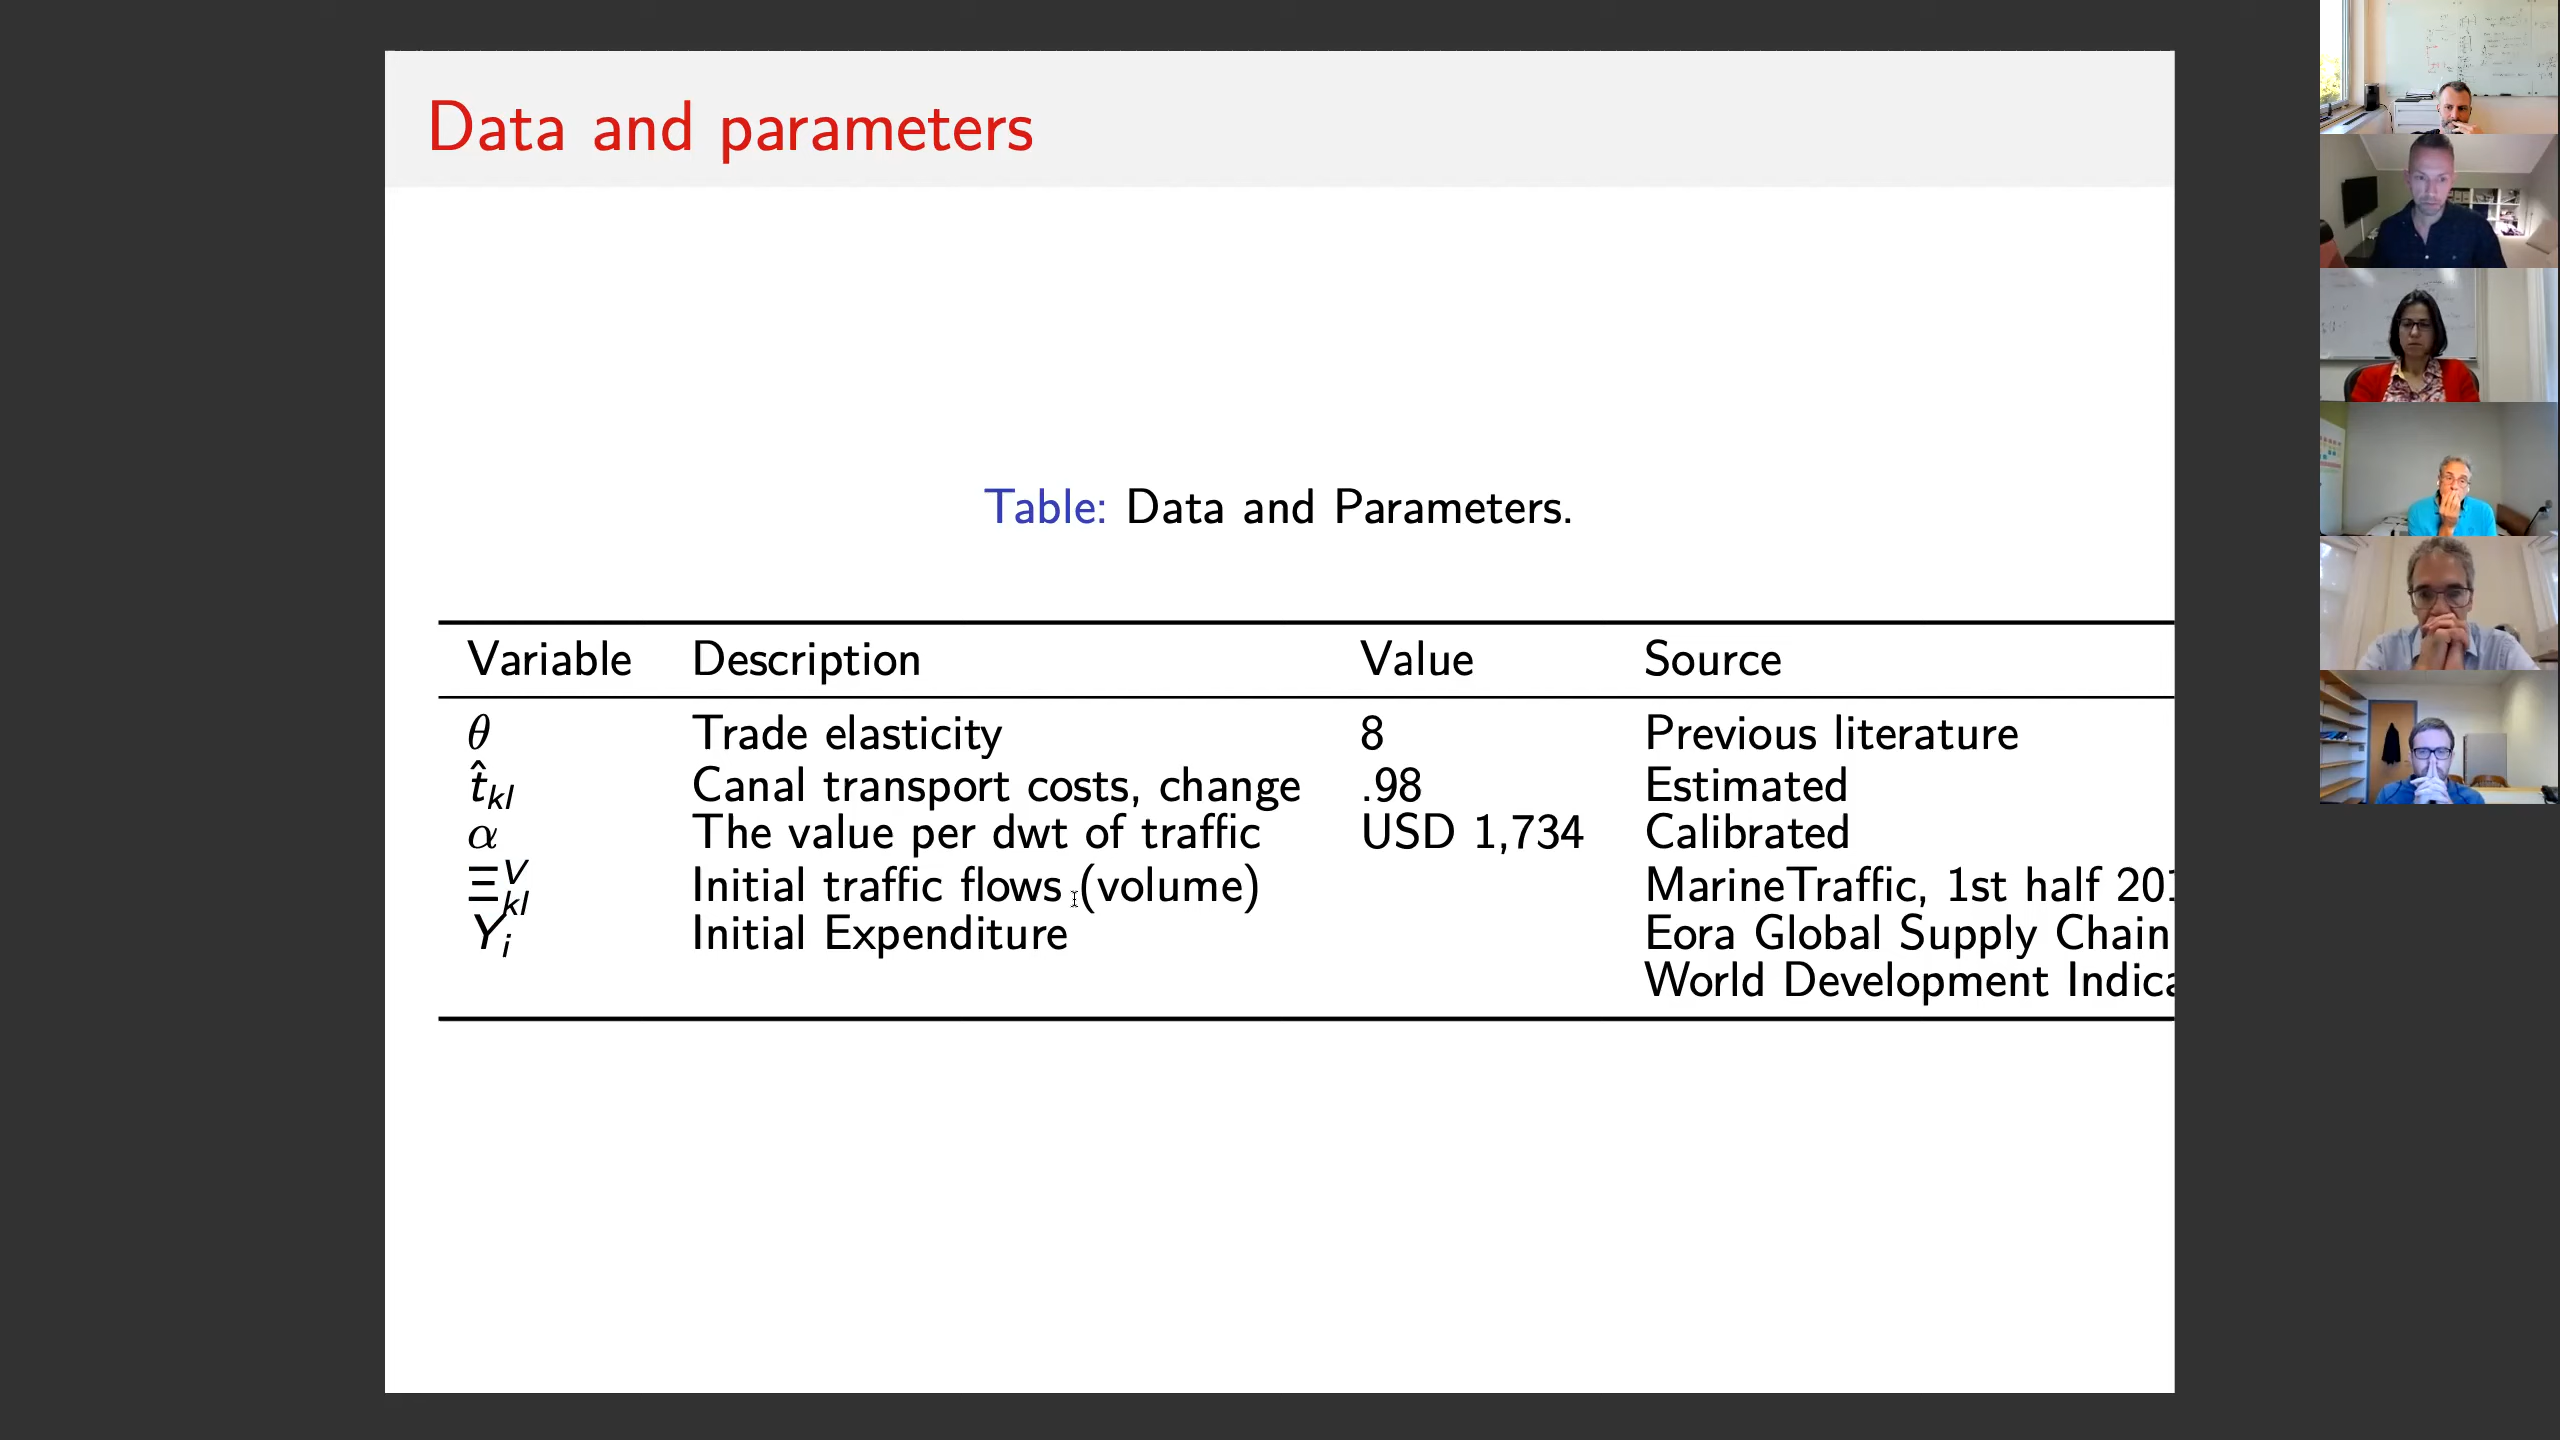 Data and parameters
Table: Data and Parameters.
Variable Description Value Source
θ Trade elasticity 8 Previous literature
t̂kl Canal transport costs, change .98 Estimated
α The value per dwt of traffic USD 1,734 Calibrated
Ξ^V_kl Initial traffic flows (volume) MarineTraffic, 1st half
Yi Initial Expenditure Eora Global Supply Chain
World Development